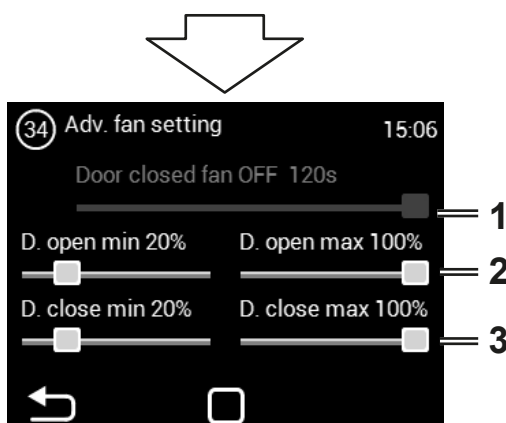 34 Adv. fan setting 15:06
Door closed fan OFF 120s
1
D. open min 20% D. open max 100%
2
D. close min 20% D. close max 100%
3